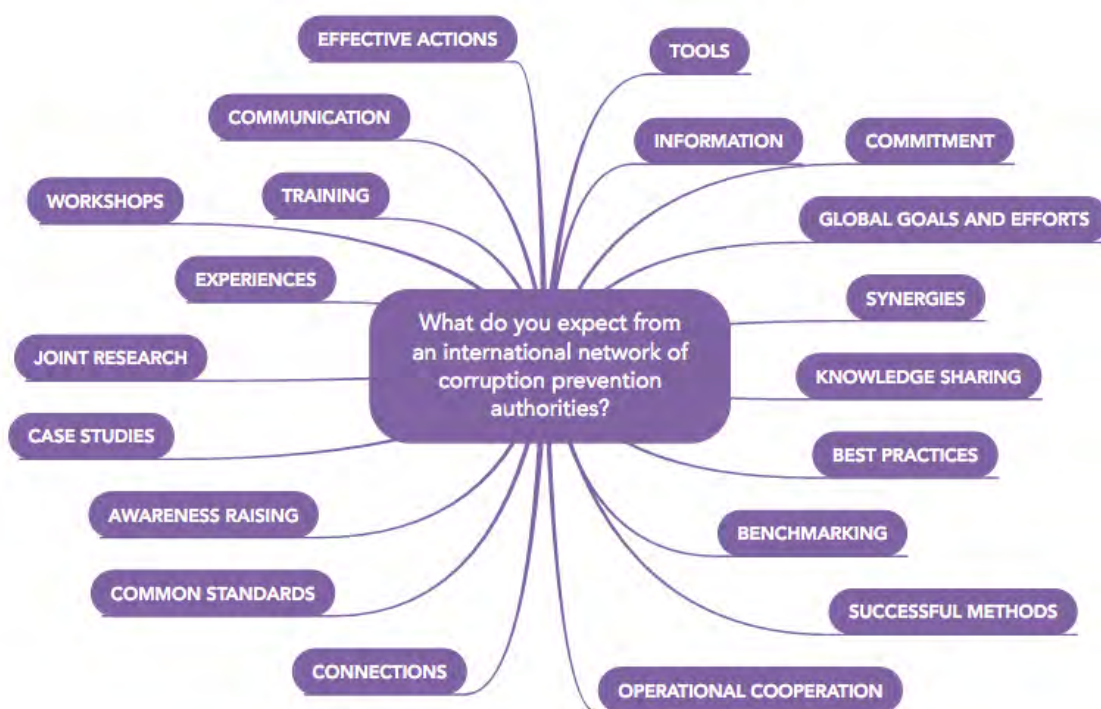 EFFECTIVE ACTIONS
TOOLS
COMMUNICATION
INFORMATION
COMMITMENT
WORKSHOPS
TRAINING
GLOBAL GOALS AND EFFORTS
EXPERIENCES
SYNERGIES
What do you expect from
an international network of
corruption prevention
authorities?
JOINT RESEARCH
KNOWLEDGE SHARING
CASE STUDIES
BEST PRACTICES
AWARENESS RAISING
BENCHMARKING
COMMON STANDARDS
SUCCESSFUL METHODS
CONNECTIONS
OPERATIONAL COOPERATION